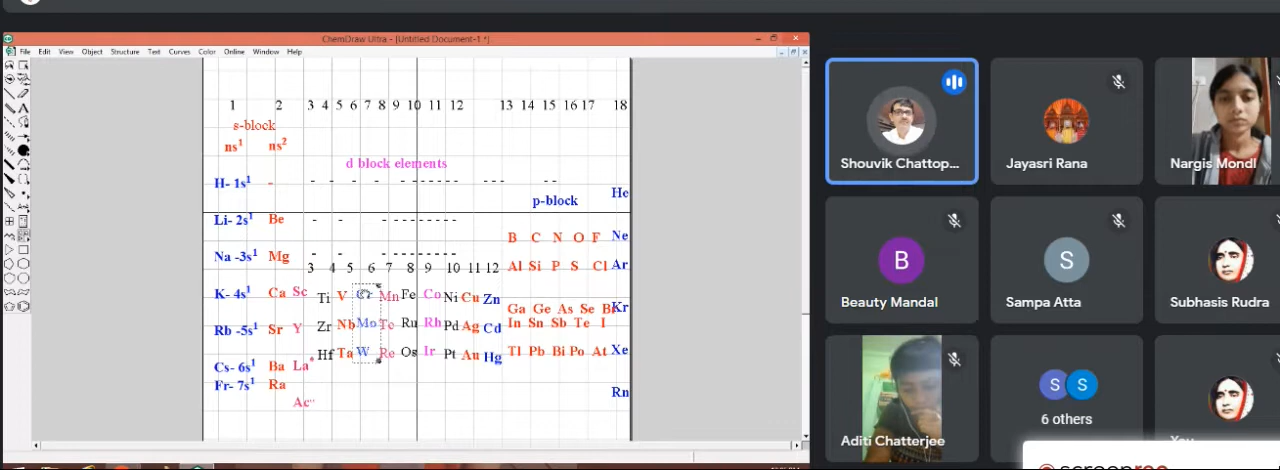 ChemDraw Ultra - [Untitled Document-1 *]
File Edit View Object Structure Text Curves Color Online Window Help
1 2 3 4 5 6 7 8 9 10 11 12 13 14 15 16 17 18
s-block
ns¹ ns²
d block elements
H- 1s¹ - He
p-block
Li- 2s¹ Be
B C N O F Ne
Na -3s¹ Mg Al Si P S Cl Ar
3 4 5 6 7 8 9 10 11 12
K- 4s¹ Ca Sc Ti V Cr Mn Fe Co Ni Cu Zn
Ga Ge As Se Br Kr
Rb -5s¹ Sr Y Zr Nb Mo Tc Ru Rh Pd Ag Cd In Sn Sb Te I
Hf Ta W Re Os Ir Pt Au Hg Tl Pb Bi Po At Xe
Cs- 6s¹ Ba La*
Fr- 7s¹ Ra
Rn
Ac**
Shouvik Chattop...
Jayasri Rana
Nargis Mondl
B
Beauty Mandal
S
Sampa Atta
Subhasis Rudra
Aditi Chatterjee
S S
6 others
You